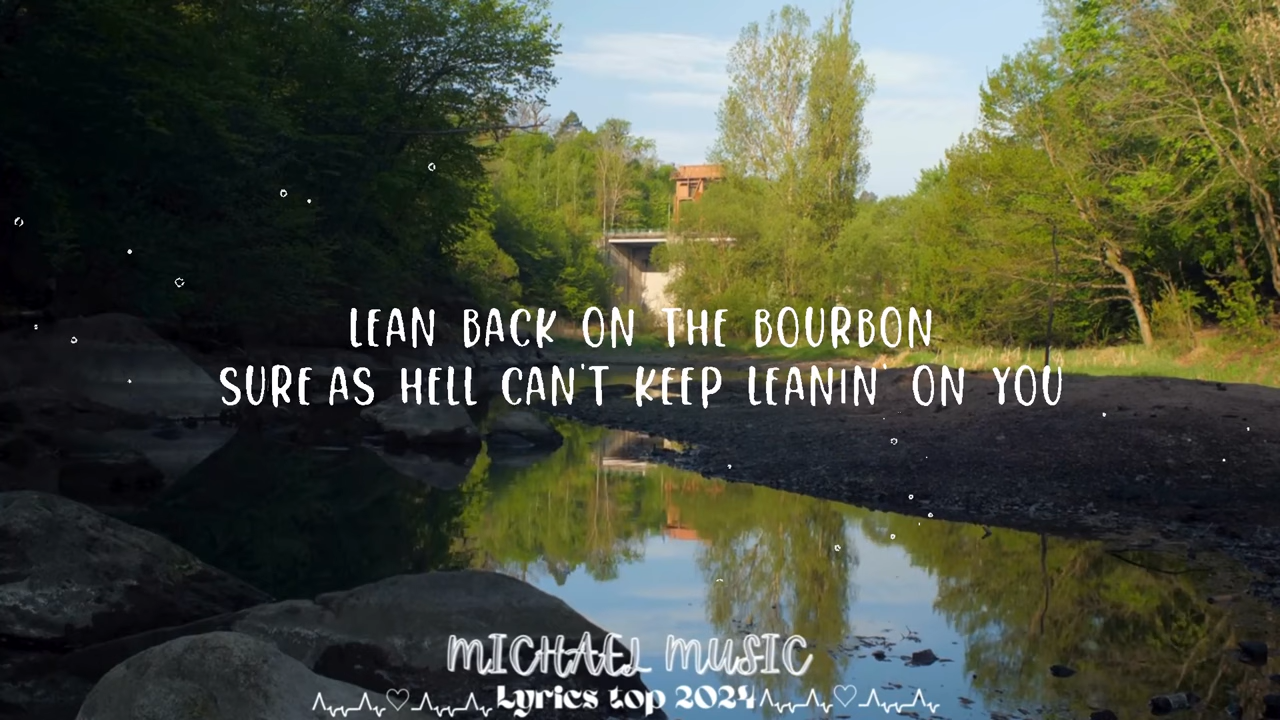 LEAN BACK ON THE BOURBON
SURE AS HELL CAN'T KEEP LEANIN' ON YOU
MICHAEL MUSIC
Lyrics top 2024